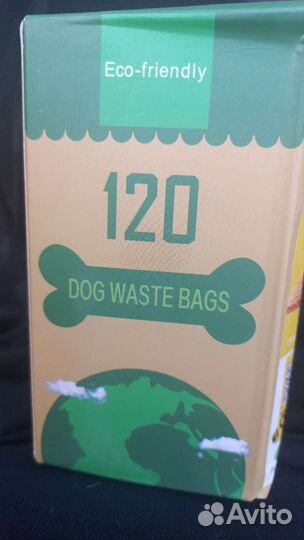 Eco-friendly
120
DOG WASTE BAGS
Avito